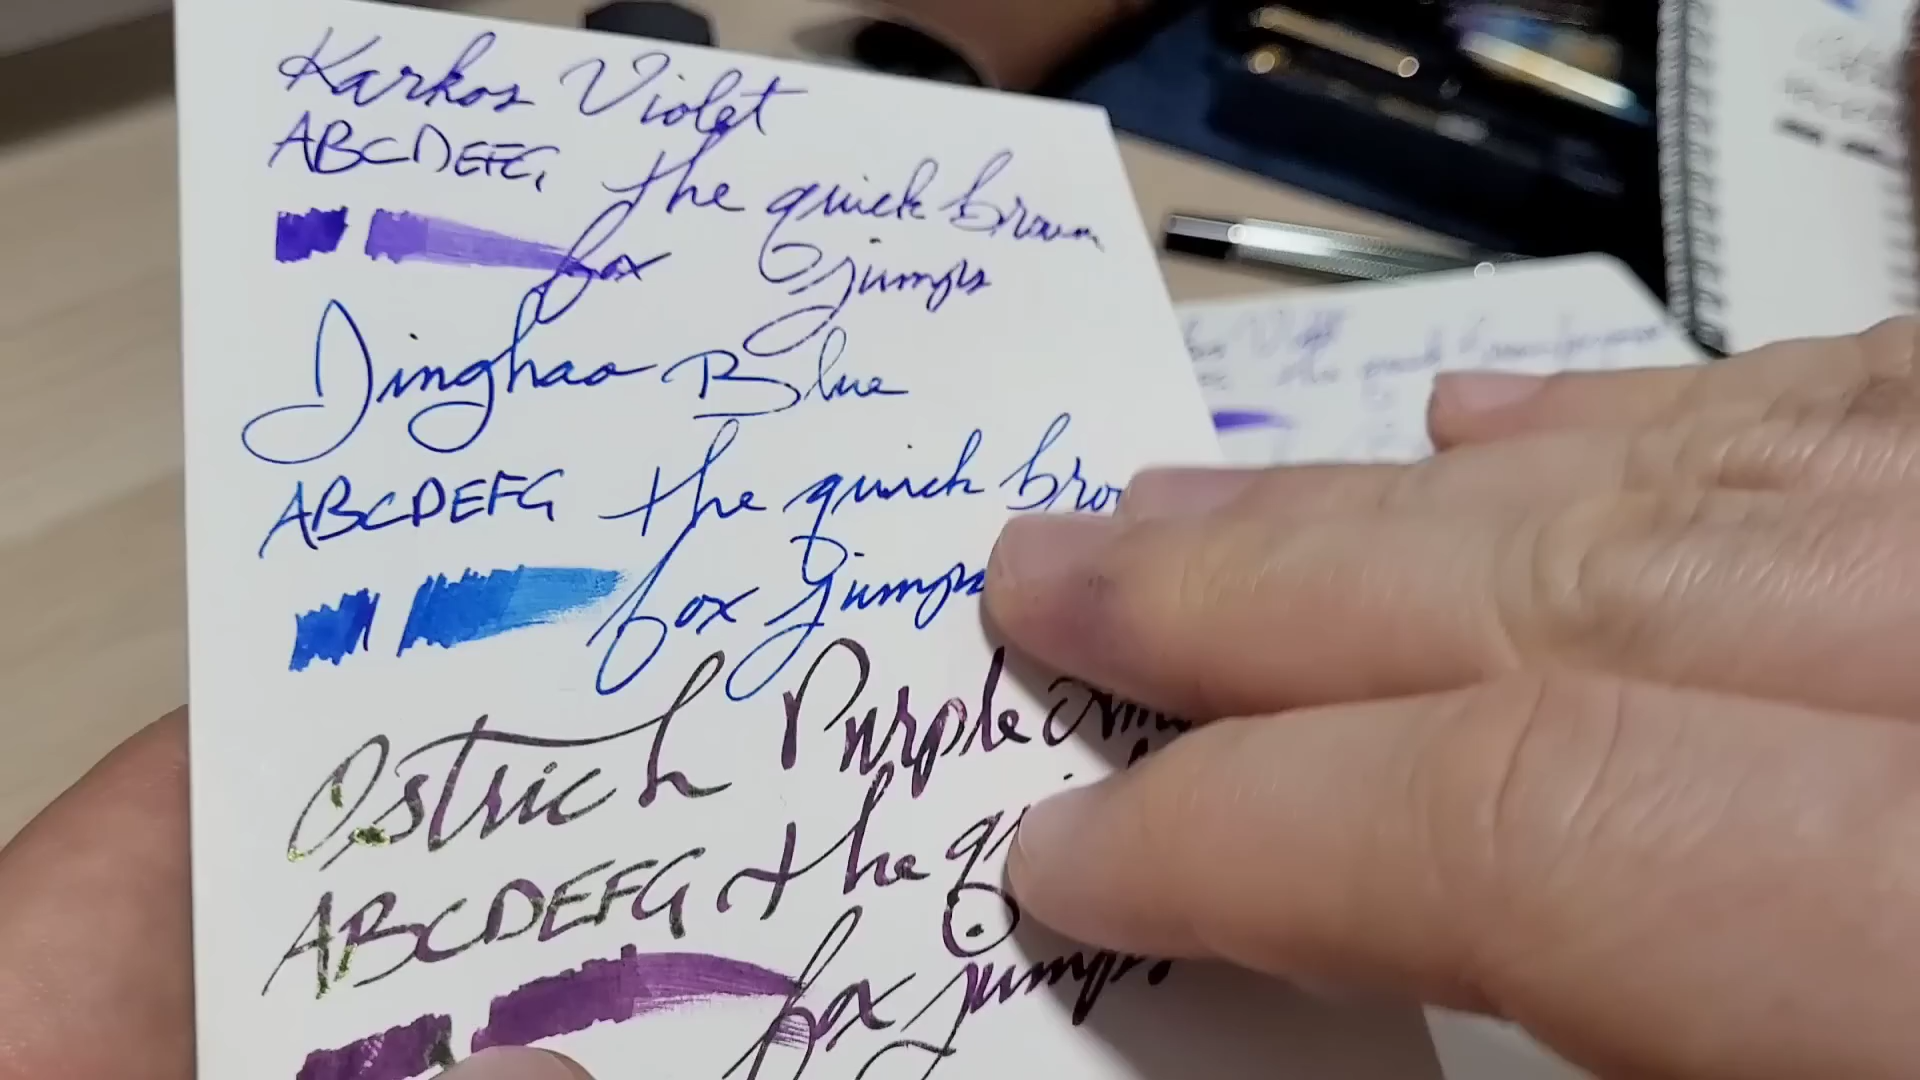 Karkos Violet
ABCDEFG the quick brown
fox jumps
Jinghao Blue
ABCDEFG the quick bro
fox jumps
Ostrich Purple
ABCDEFG the
fox jumps